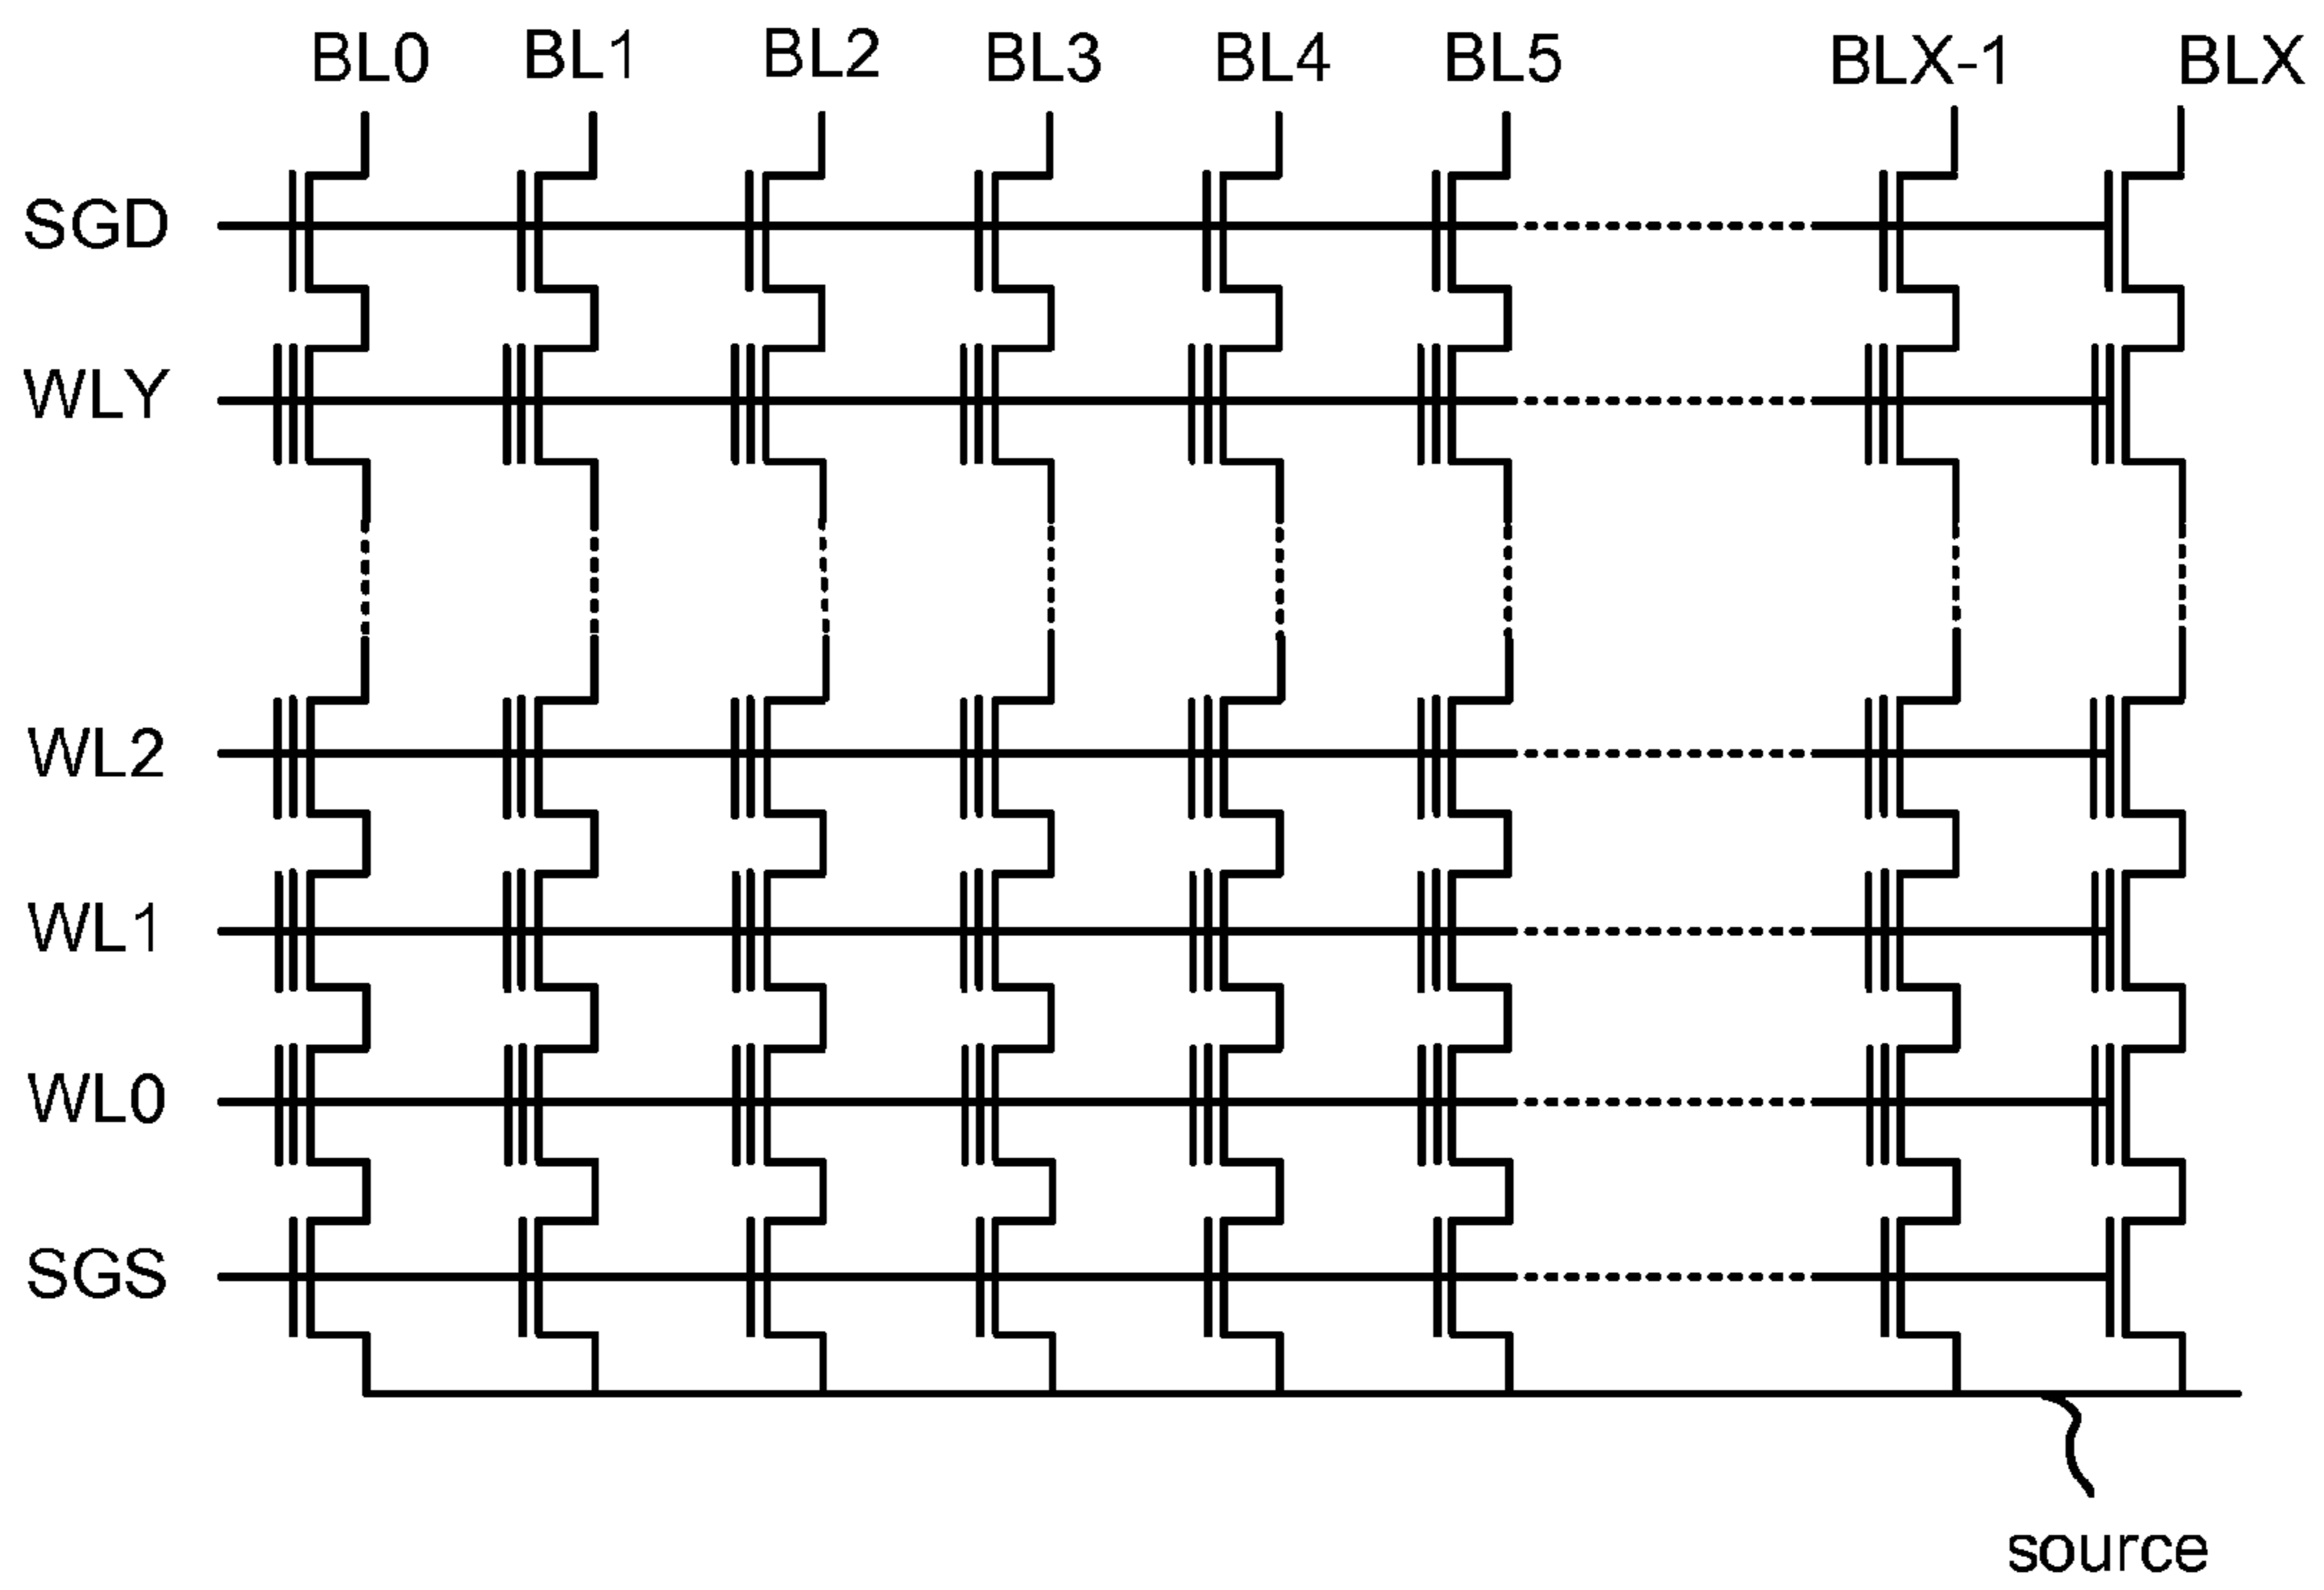 BL0 BL1 BL2 BL3 BL4 BL5 BLX-1 BLX
SGD
WLY
WL2
WL1
WL0
SGS
source